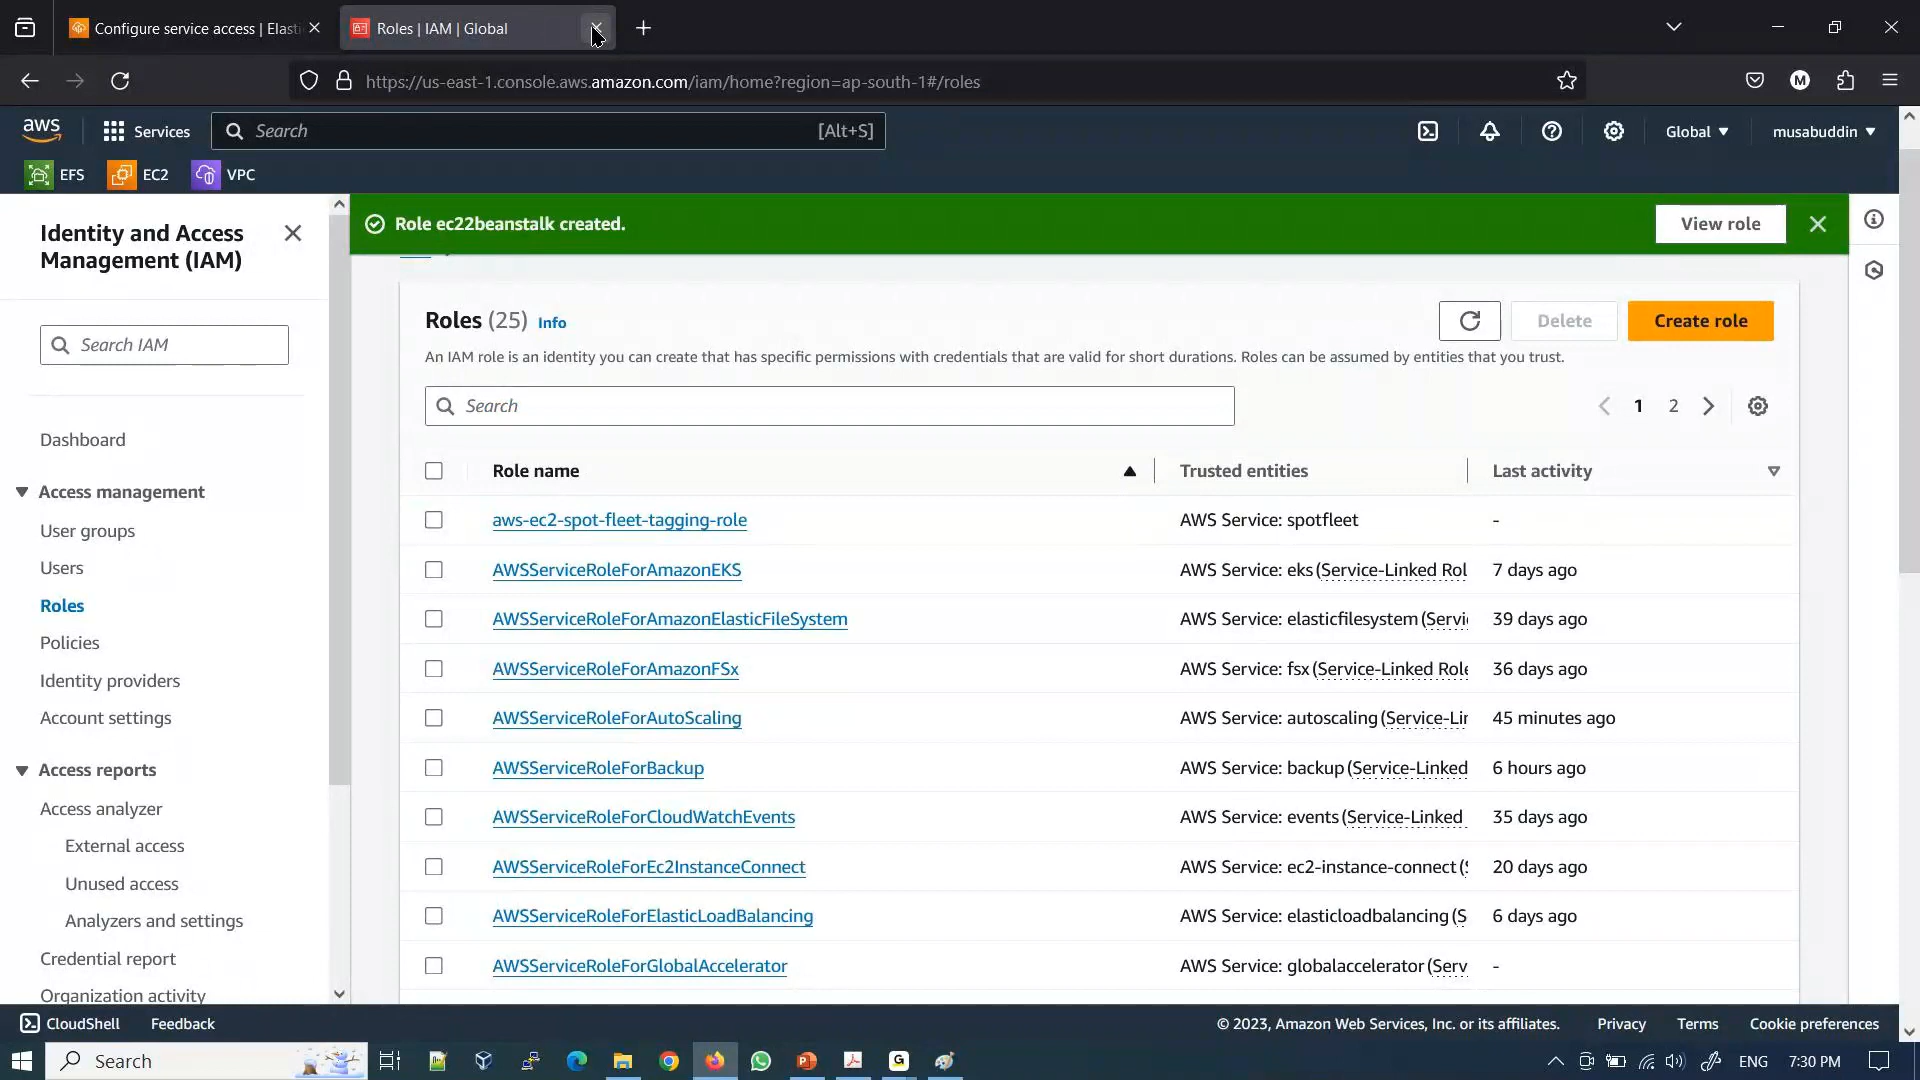 Configure service access | Elasti
Roles | IAM | Global
https://us-east-1.console.aws.amazon.com/iam/home?region=ap-south-1#/roles
M
aws
Services
Search
[Alt+S]
Global
musabuddin
EFS
EC2
VPC
Identity and Access
Management (IAM)
Search IAM
Dashboard
Access management
User groups
Users
Roles
Policies
Identity providers
Account settings
Access reports
Access analyzer
External access
Unused access
Analyzers and settings
Credential report
Organization activity
Role ec22beanstalk created.
View role
Roles (25) Info
Delete
Create role
An IAM role is an identity you can create that has specific permissions with credentials that are valid for short durations. Roles can be assumed by entities that you trust.
Search
1 2
Role name Trusted entities Last activity
aws-ec2-spot-fleet-tagging-role AWS Service: spotfleet -
AWSServiceRoleForAmazonEKS AWS Service: eks (Service-Linked Rol 7 days ago
AWSServiceRoleForAmazonElasticFileSystem AWS Service: elasticfilesystem (Servi 39 days ago
AWSServiceRoleForAmazonFSx AWS Service: fsx (Service-Linked Role 36 days ago
AWSServiceRoleForAutoScaling AWS Service: autoscaling (Service-Lir 45 minutes ago
AWSServiceRoleForBackup AWS Service: backup (Service-Linked 6 hours ago
AWSServiceRoleForCloudWatchEvents AWS Service: events (Service-Linked 35 days ago
AWSServiceRoleForEc2InstanceConnect AWS Service: ec2-instance-connect (S 20 days ago
AWSServiceRoleForElasticLoadBalancing AWS Service: elasticloadbalancing (S 6 days ago
AWSServiceRoleForGlobalAccelerator AWS Service: globalaccelerator (Serv -
CloudShell
Feedback
© 2023, Amazon Web Services, Inc. or its affiliates.
Privacy
Terms
Cookie preferences
Search
ENG
7:30 PM